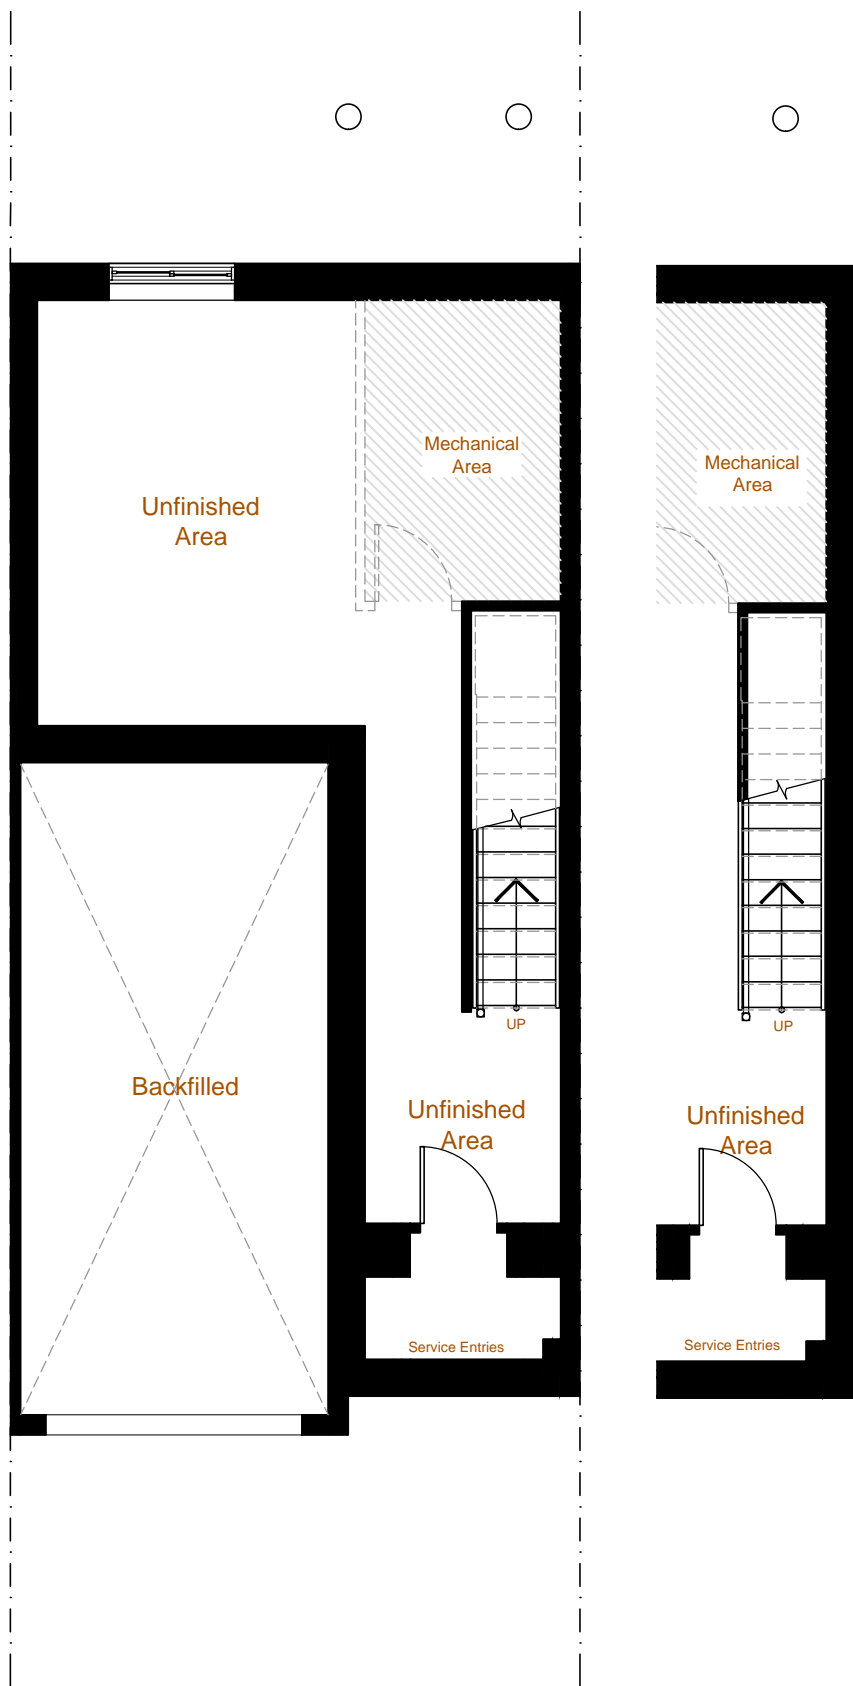 Mechanical
Area
Unfinished
Area
UP
Backfilled
Unfinished
Area
Service Entries
Mechanical
Area
UP
Unfinished
Area
Service Entries